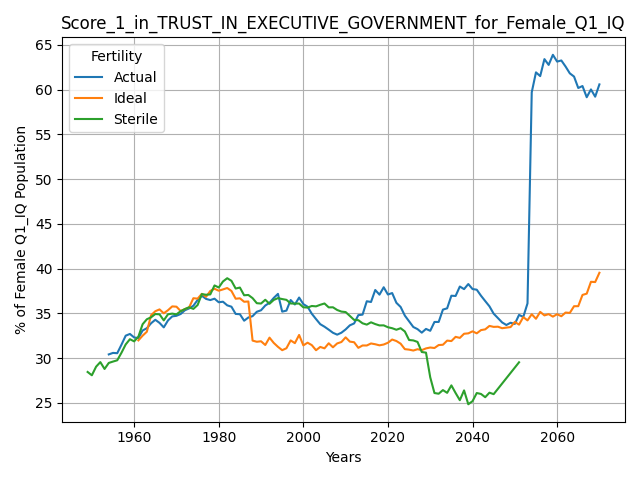 Score_1_in_TRUST_IN_EXECUTIVE_GOVERNMENT_for_Female_Q1_IQ
Fertility
Actual
Ideal
Sterile
% of Female Q1_IQ Population
65
60
55
50
45
40
35
30
25
1960
1980
2000
2020
2040
2060
Years